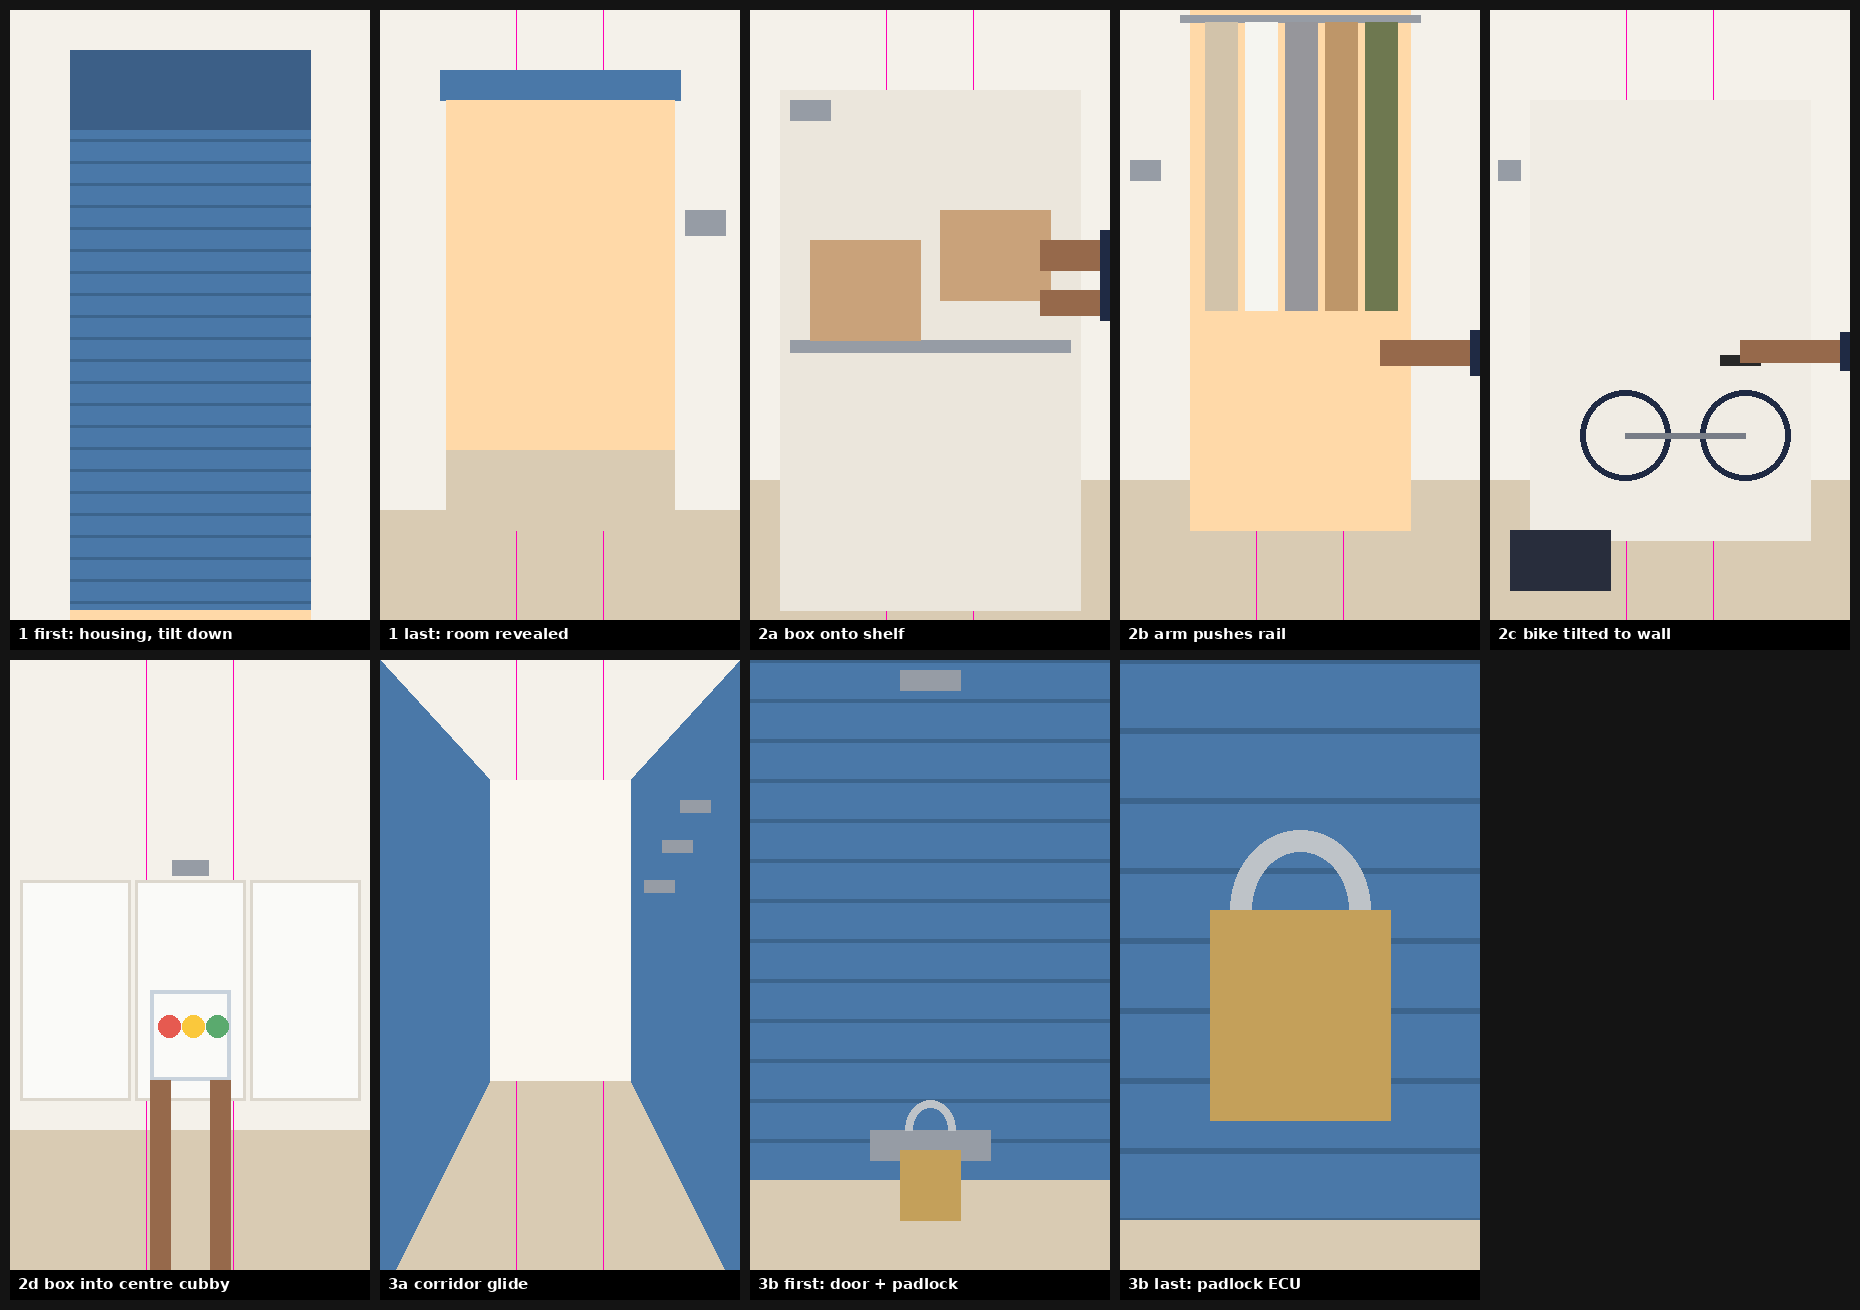 1 first: housing, tilt down
1 last: room revealed
2a box onto shelf
2b arm pushes rail
2c bike tilted to wall
2d box into centre cubby
3a corridor glide
3b first: door + padlock
3b last: padlock ECU